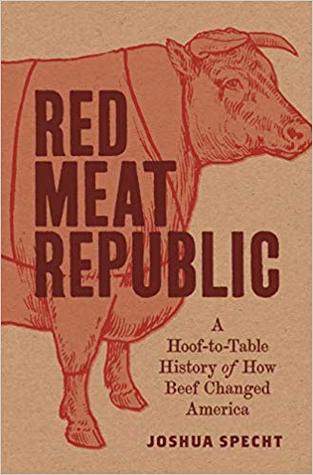 RED
MEAT
REPUBLIC
A
Hoof-to-Table
History of How
Beef Changed
America
JOSHUA SPECHT